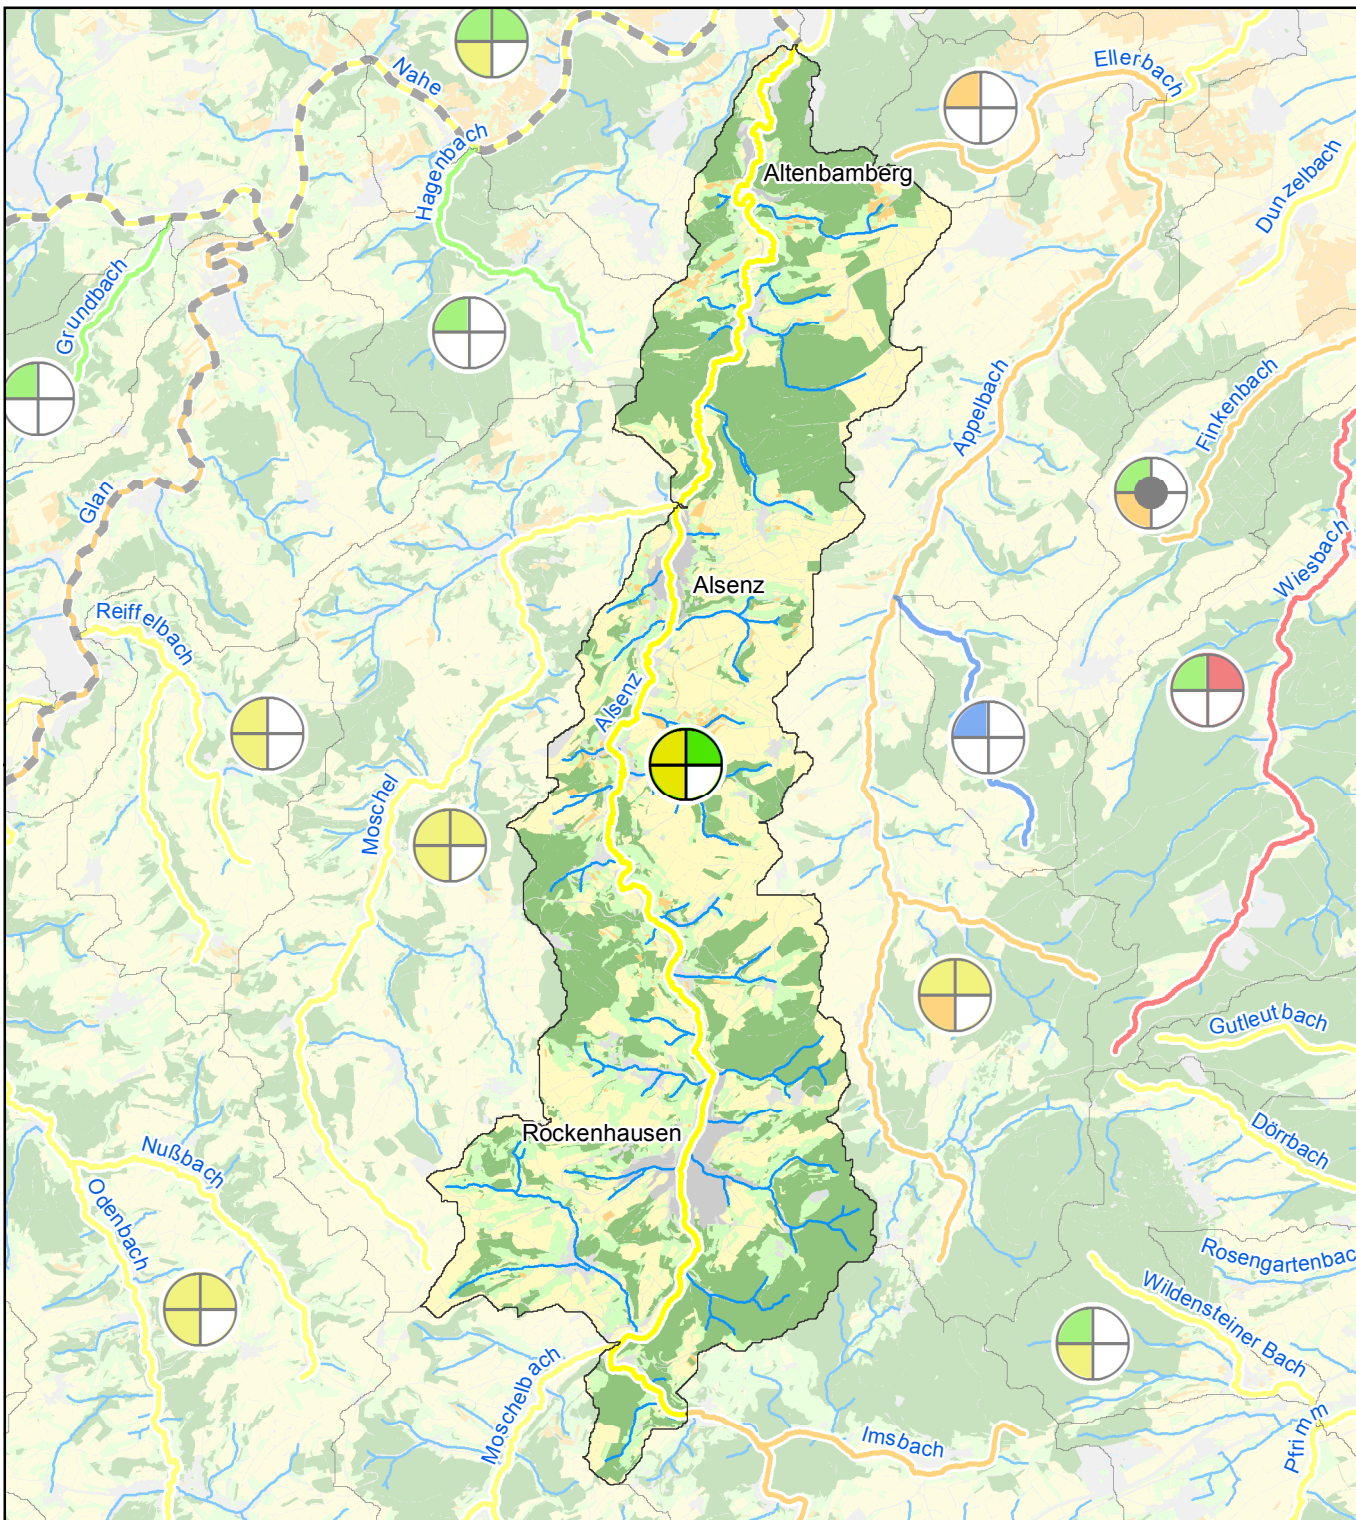 Nahe
Ellerbach
Hagenbach
Altenbamberg
Dunzelbach
Grundbach
Appelbach
Finkenbach
Glan
Wiesbach
Alsenz
Reiffelbach
Alsenz
Moschel
Gutleutbach
Rockenhausen
Dörrbach
Nußbach
Odenbach
Rosengartenbac
Wildensteiner Bach
Moschelbach
Imsbach
Pfrimm